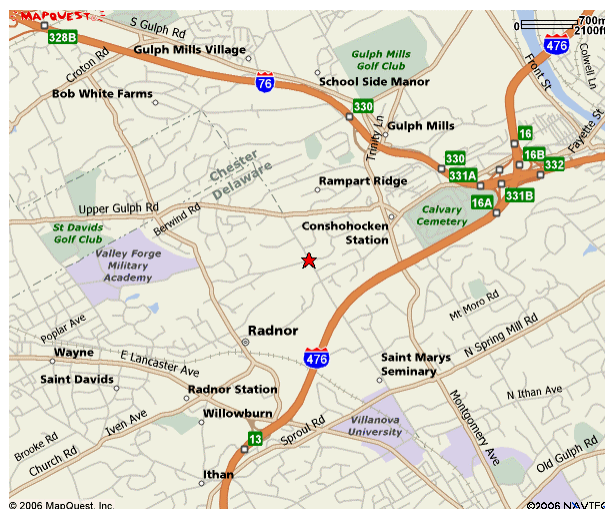 MAPQUEST
700m
2100ft
328B
S Gulph Rd
Gulph Mills Village
Croton Rd
76
Gulph Mills
Golf Club
School Side Manor
476
Front St
Colwell Ln
Bob White Farms
330
Trinity Ln
Gulph Mills
16
Fayette St
16B
332
330
331A
Chester
Delaware
Rampart Ridge
16A
331B
Upper Gulph Rd
Berwind Rd
Calvary
Cemetery
Conshohocken
Station
St Davids
Golf Club
Valley Forge
Military
Academy
Mt Moro Rd
Poplar Ave
Radnor
N Spring Mill Rd
Wayne
E Lancaster Ave
476
Saint Marys
Seminary
Saint Davids
Radnor Station
N Ithan Ave
Willowburn
Iven Ave
Villanova
University
Montgomery Ave
Sproul Rd
13
Brooke Rd
Church Rd
Ithan
Old Gulph Rd
© 2006 MapQuest, Inc.
©2006 NAVTEQ